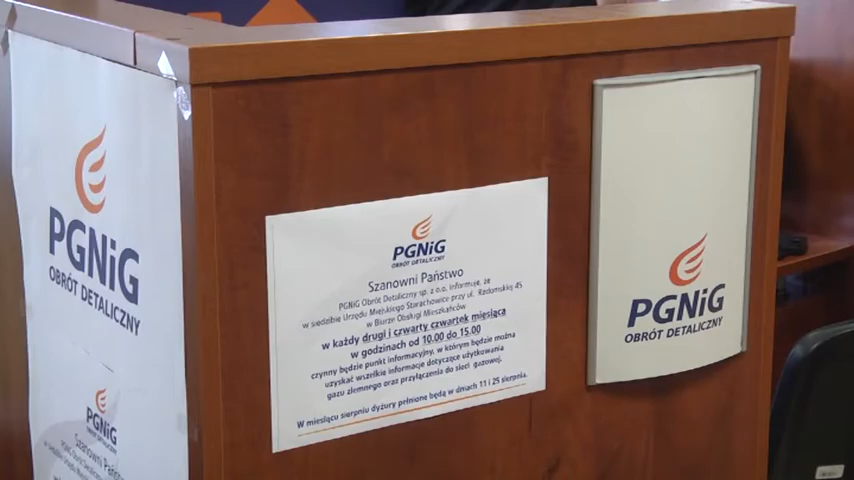 PGNiG
OBRÓT DETALICZNY
PGNiG
Szanowni Pańs
PGNiG
OBRÓT DETALICZNY
Szanowni Państwo
PGNiG Obrót Detaliczny sp. z o.o. informuje, że
w siedzibie Urzędu Miejskiego Starachowice przy ul. Radomskiej 45
w Biurze Obsługi Mieszkańców
w każdy drugi i czwarty czwartek miesiąca
w godzinach od 10.00 do 15.00
czynny będzie punkt informacyjny, w którym będzie można
uzyskać wszelkie informacje dotyczące użytkowania
gazu ziemnego oraz przyłączenia do sieci gazowej.
W miesiącu sierpniu dyżury pełnione będą w dniach 11 i 25 sierpnia.
PGNiG
OBRÓT DETALICZNY